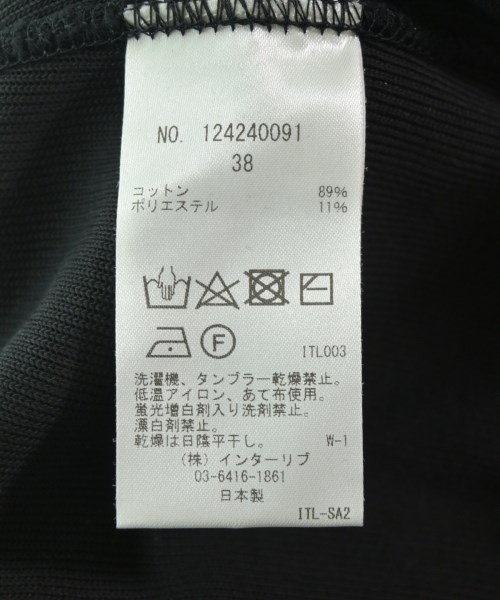 NO. 124240091
38
コットン 89%
ポリエステル 11%
F
ITL003
洗濯機、タンブラー乾燥禁止。
低温アイロン、あて布使用。
蛍光増白剤入り洗剤禁止。
漂白剤禁止。
乾燥は日陰平干し。 W-1
(株) インターリブ
03-6416-1861
日本製
ITL-SA2